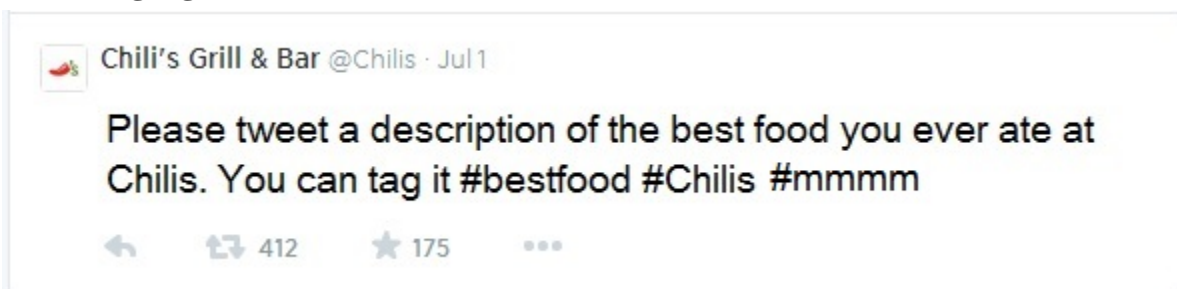 Chili's Grill & Bar @Chilis · Jul 1
Please tweet a description of the best food you ever ate at
Chilis. You can tag it #bestfood #Chilis #mmmm
412 175